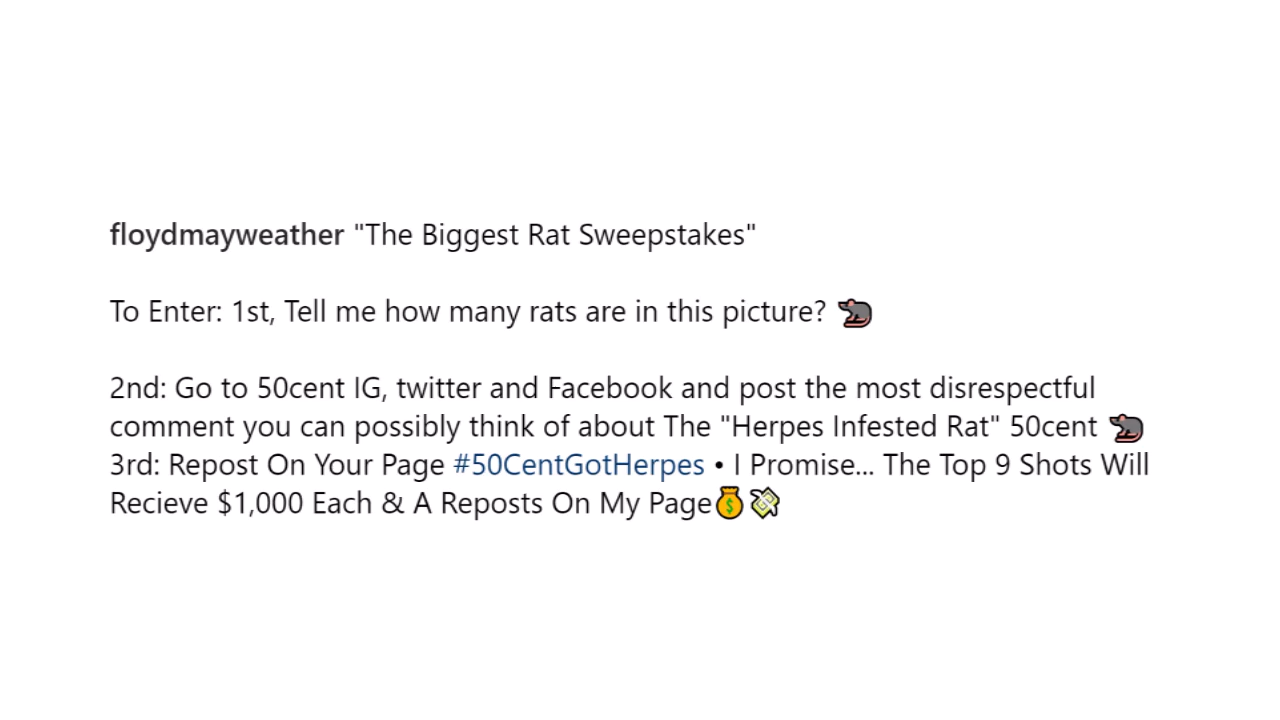 floydmayweather "The Biggest Rat Sweepstakes"
To Enter: 1st, Tell me how many rats are in this picture? 🐀
2nd: Go to 50cent IG, twitter and Facebook and post the most disrespectful
comment you can possibly think of about The "Herpes Infested Rat" 50cent 🐀
3rd: Repost On Your Page #50CentGotHerpes • I Promise... The Top 9 Shots Will
Recieve $1,000 Each & A Reposts On My Page💰💸